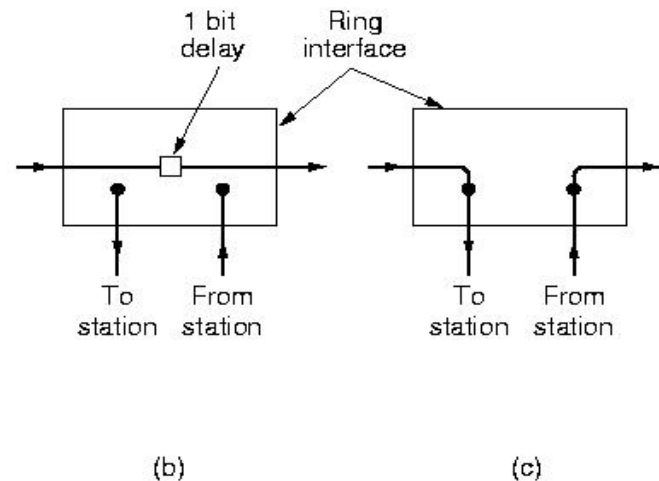 1 bit
delay
Ring
interface
To
station
From
station
To
station
From
station
(b)
(c)